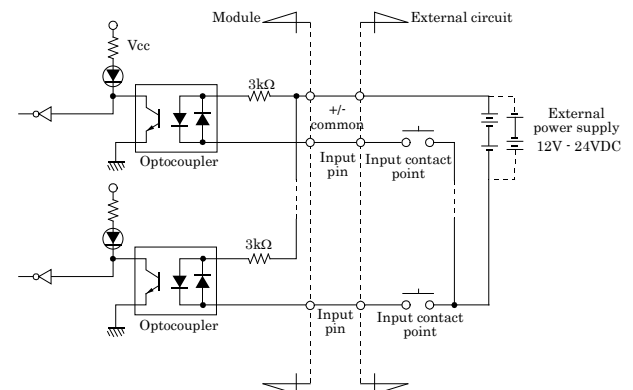 Module
External circuit
Vcc
3kΩ
+/-
common
External
power supply
12V - 24VDC
Optocoupler
Input
pin
Input contact
point
3kΩ
Optocoupler
Input
pin
Input contact
point